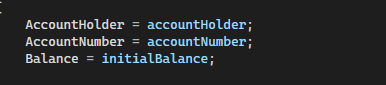 {
AccountHolder = accountHolder;
AccountNumber = accountNumber;
Balance = initialBalance;